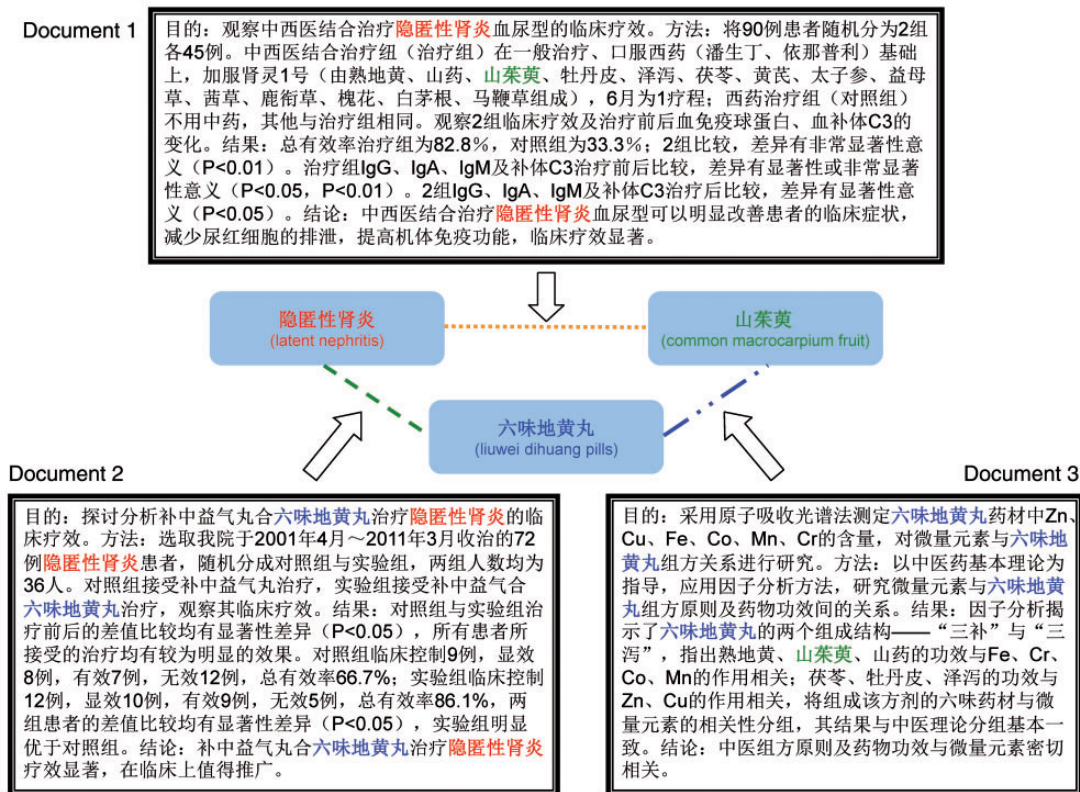 Document 1
目的：观察中西医结合治疗隐匿性肾炎血尿型的临床疗效。方法：将90例患者随机分为2组
各45例。中西医结合治疗组（治疗组）在一般治疗、口服西药（潘生丁、依那普利）基础
上，加服肾灵1号（由熟地黄、山药、山茱萸、牡丹皮、泽泻、茯苓、黄芪、太子参、益母
草、茜草、鹿衔草、槐花、白茅根、马鞭草组成），6月为1疗程；西药治疗组（对照组）
不用中药，其他与治疗组相同。观察2组临床疗效及治疗前后血免疫球蛋白、血补体C3的
变化。结果：总有效率治疗组为82.8%，对照组为33.3%；2组比较，差异有非常显著性意
义（P<0.01）。治疗组IgG、IgA、IgM及补体C3治疗前后比较，差异有显著性或非常显著
性意义（P<0.05，P<0.01）。2组IgG、IgA、IgM及补体C3治疗后比较，差异有显著性意
义（P<0.05）。结论：中西医结合治疗隐匿性肾炎血尿型可以明显改善患者的临床症状，
减少尿红细胞的排泄，提高机体免疫功能，临床疗效显著。
隐匿性肾炎
(latent nephritis)
山茱萸
(common macrocarpium fruit)
六味地黄丸
(liuwei dihuang pills)
Document 2
目的：探讨分析补中益气丸合六味地黄丸治疗隐匿性肾炎的临
床疗效。方法：选取我院于2001年4月～2011年3月收治的72
例隐匿性肾炎患者，随机分成对照组与实验组，两组人数均为
36人。对照组接受补中益气丸治疗，实验组接受补中益气合
六味地黄丸治疗，观察其临床疗效。结果：对照组与实验组治
疗前后的差值比较均有显著性差异（P<0.05），所有患者所
接受的治疗均有较为明显的效果。对照组临床控制9例，显效
8例，有效7例，无效12例，总有效率66.7%；实验组临床控制
12例，显效10例，有效9例，无效5例，总有效率86.1%，两
组患者的差值比较均有显著性差异（P<0.05），实验组明显
优于对照组。结论：补中益气丸合六味地黄丸治疗隐匿性肾炎
疗效显著，在临床上值得推广。
Document 3
目的：采用原子吸收光谱法测定六味地黄丸药材中Zn、
Cu、Fe、Co、Mn、Cr的含量，对微量元素与六味地
黄丸组方关系进行研究。方法：以中医药基本理论为
指导，应用因子分析方法，研究微量元素与六味地黄
丸组方原则及药物功效间的关系。结果：因子分析揭
示了六味地黄丸的两个组成结构——“三补”与“三
泻”，指出熟地黄、山茱萸、山药的功效与Fe、Cr、
Co、Mn的作用相关；茯苓、牡丹皮、泽泻的功效与
Zn、Cu的作用相关，将组成该方剂的六味药材与微
量元素的相关性分组，其结果与中医理论分组基本一
致。结论：中医组方原则及药物功效与微量元素密切
相关。